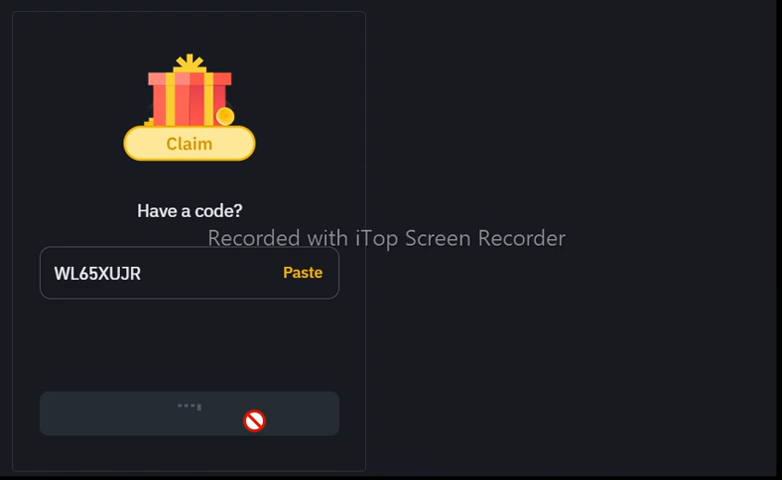 Claim
Have a code?
Recorded with iTop Screen Recorder
WL65XUJR
Paste